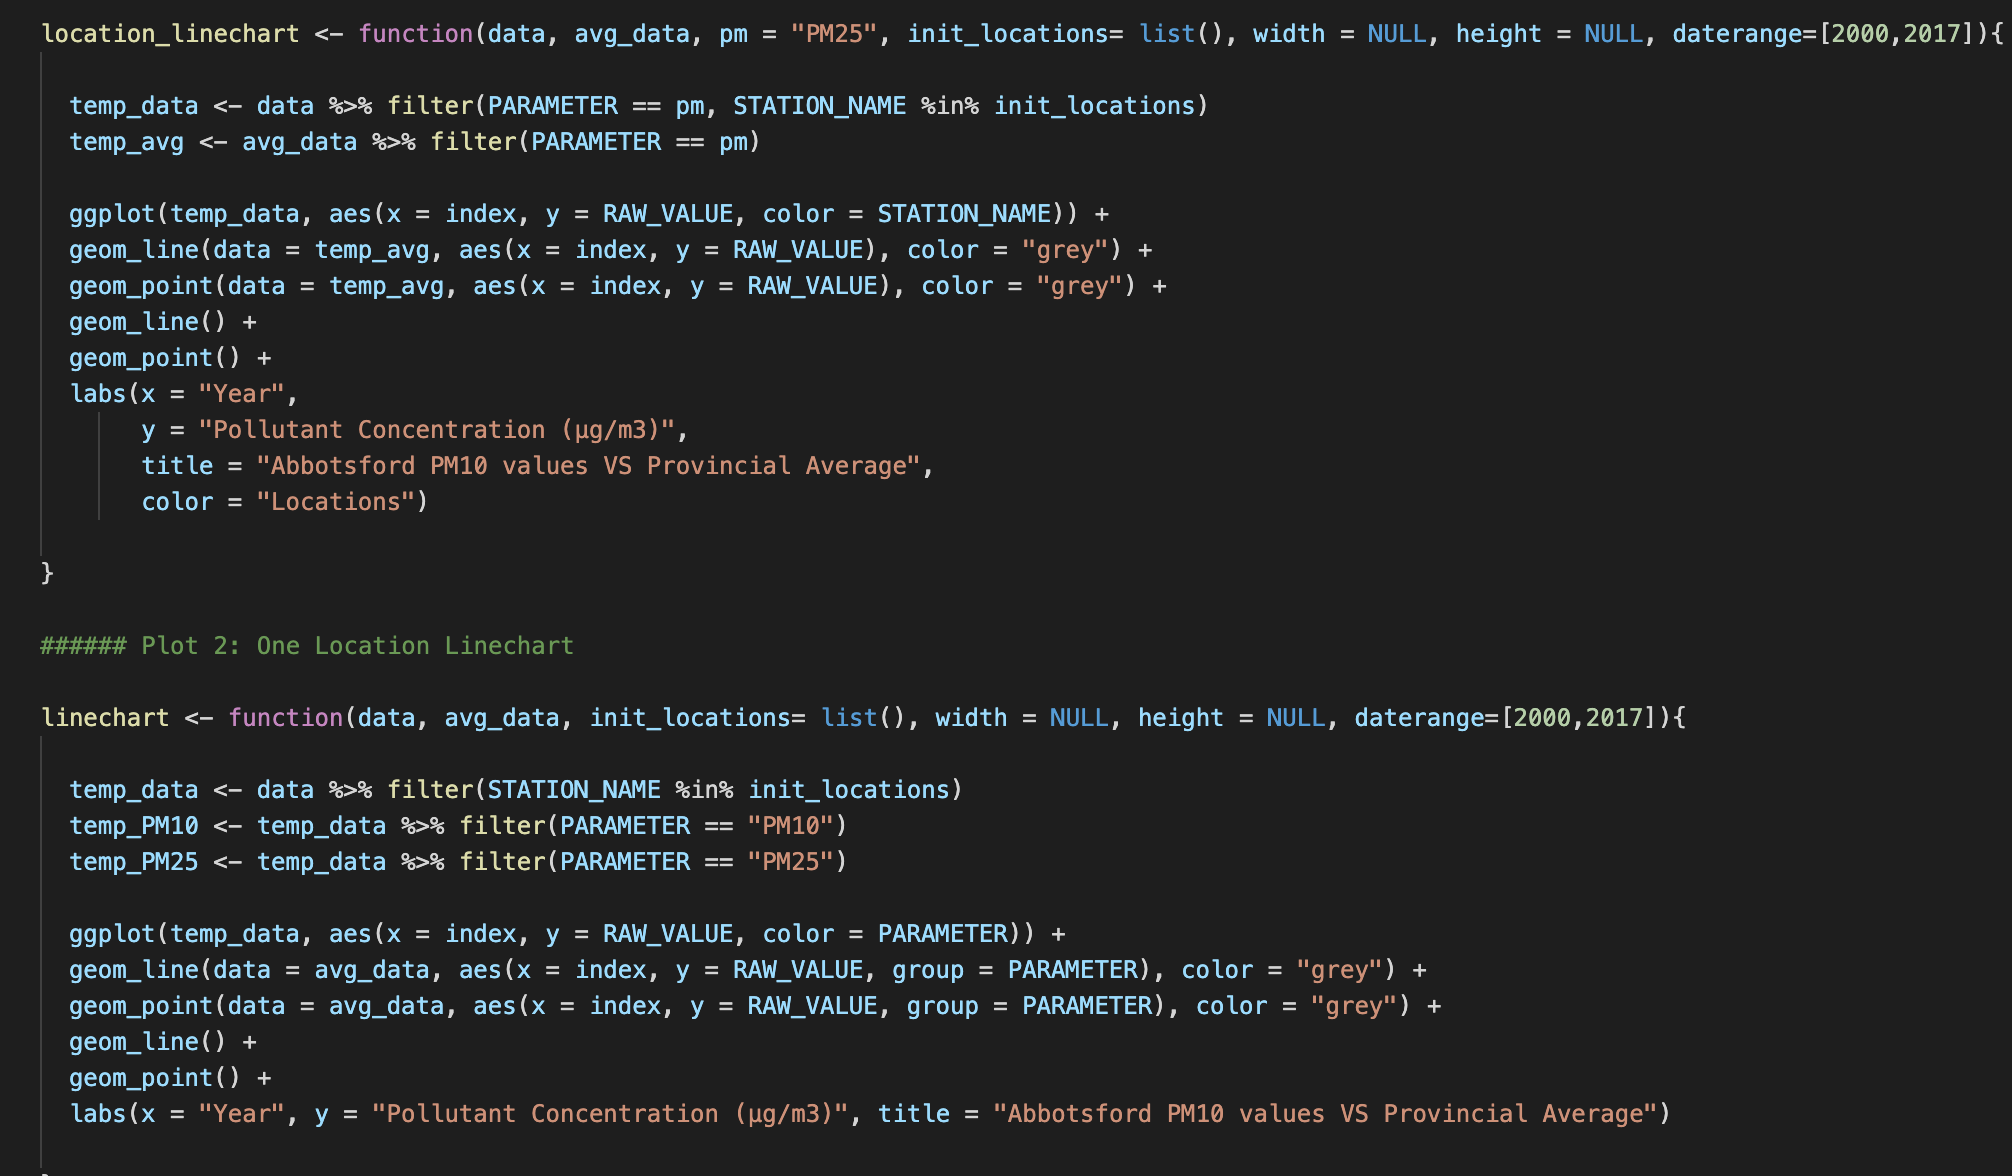 location_linechart <- function(data, avg_data, pm = "PM25", init_locations= list(), width = NULL, height = NULL, daterange=[2000,2017]){
temp_data <- data %>% filter(PARAMETER == pm, STATION_NAME %in% init_locations)
temp_avg <- avg_data %>% filter(PARAMETER == pm)
ggplot(temp_data, aes(x = index, y = RAW_VALUE, color = STATION_NAME)) +
geom_line(data = temp_avg, aes(x = index, y = RAW_VALUE), color = "grey") +
geom_point(data = temp_avg, aes(x = index, y = RAW_VALUE), color = "grey") +
geom_line() +
geom_point() +
labs(x = "Year",
y = "Pollutant Concentration (µg/m3)",
title = "Abbotsford PM10 values VS Provincial Average",
color = "Locations")
}
###### Plot 2: One Location Linechart
linechart <- function(data, avg_data, init_locations= list(), width = NULL, height = NULL, daterange=[2000,2017]){
temp_data <- data %>% filter(STATION_NAME %in% init_locations)
temp_PM10 <- temp_data %>% filter(PARAMETER == "PM10")
temp_PM25 <- temp_data %>% filter(PARAMETER == "PM25")
ggplot(temp_data, aes(x = index, y = RAW_VALUE, color = PARAMETER)) +
geom_line(data = avg_data, aes(x = index, y = RAW_VALUE, group = PARAMETER), color = "grey") +
geom_point(data = avg_data, aes(x = index, y = RAW_VALUE, group = PARAMETER), color = "grey") +
geom_line() +
geom_point() +
labs(x = "Year", y = "Pollutant Concentration (µg/m3)", title = "Abbotsford PM10 values VS Provincial Average")